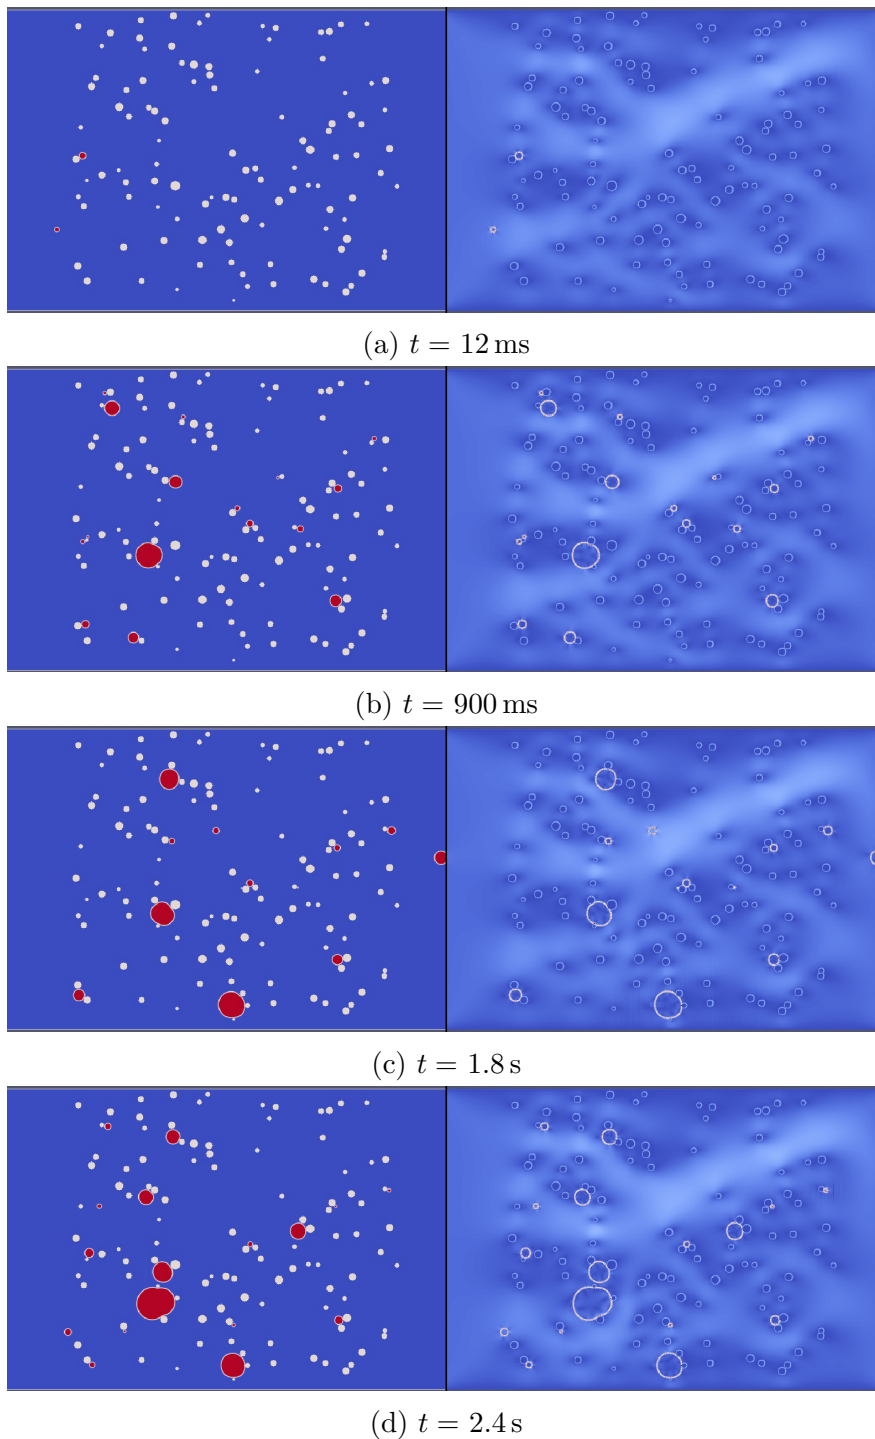 (a) t = 12 ms
(b) t = 900 ms
(c) t = 1.8 s
(d) t = 2.4 s